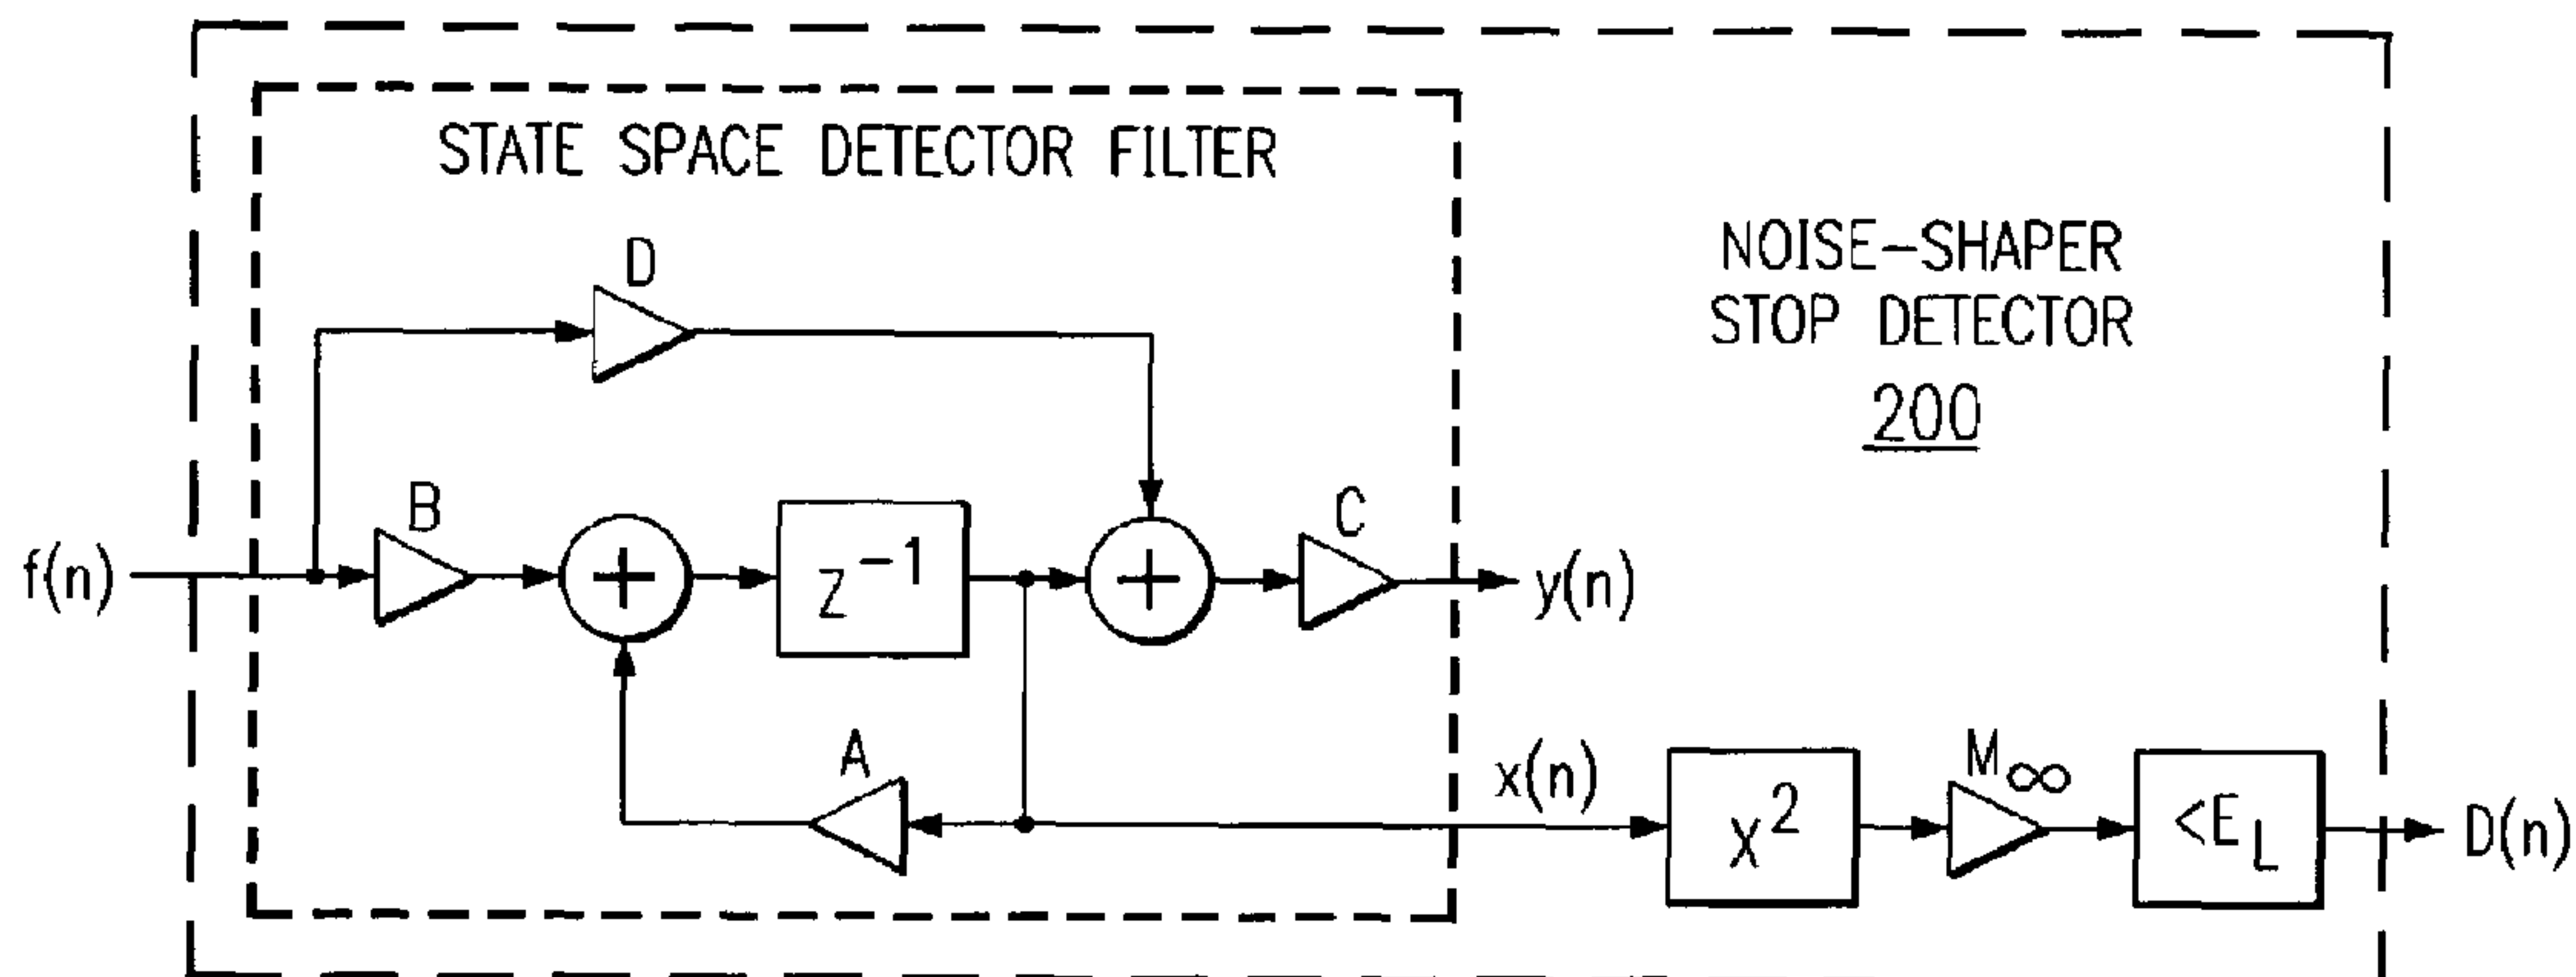 STATE SPACE DETECTOR FILTER
NOISE-SHAPER
STOP DETECTOR
200
D
B
C
f(n)
+
z⁻¹
+
y(n)
A
x(n)
x²
M∞
<E_L
D(n)